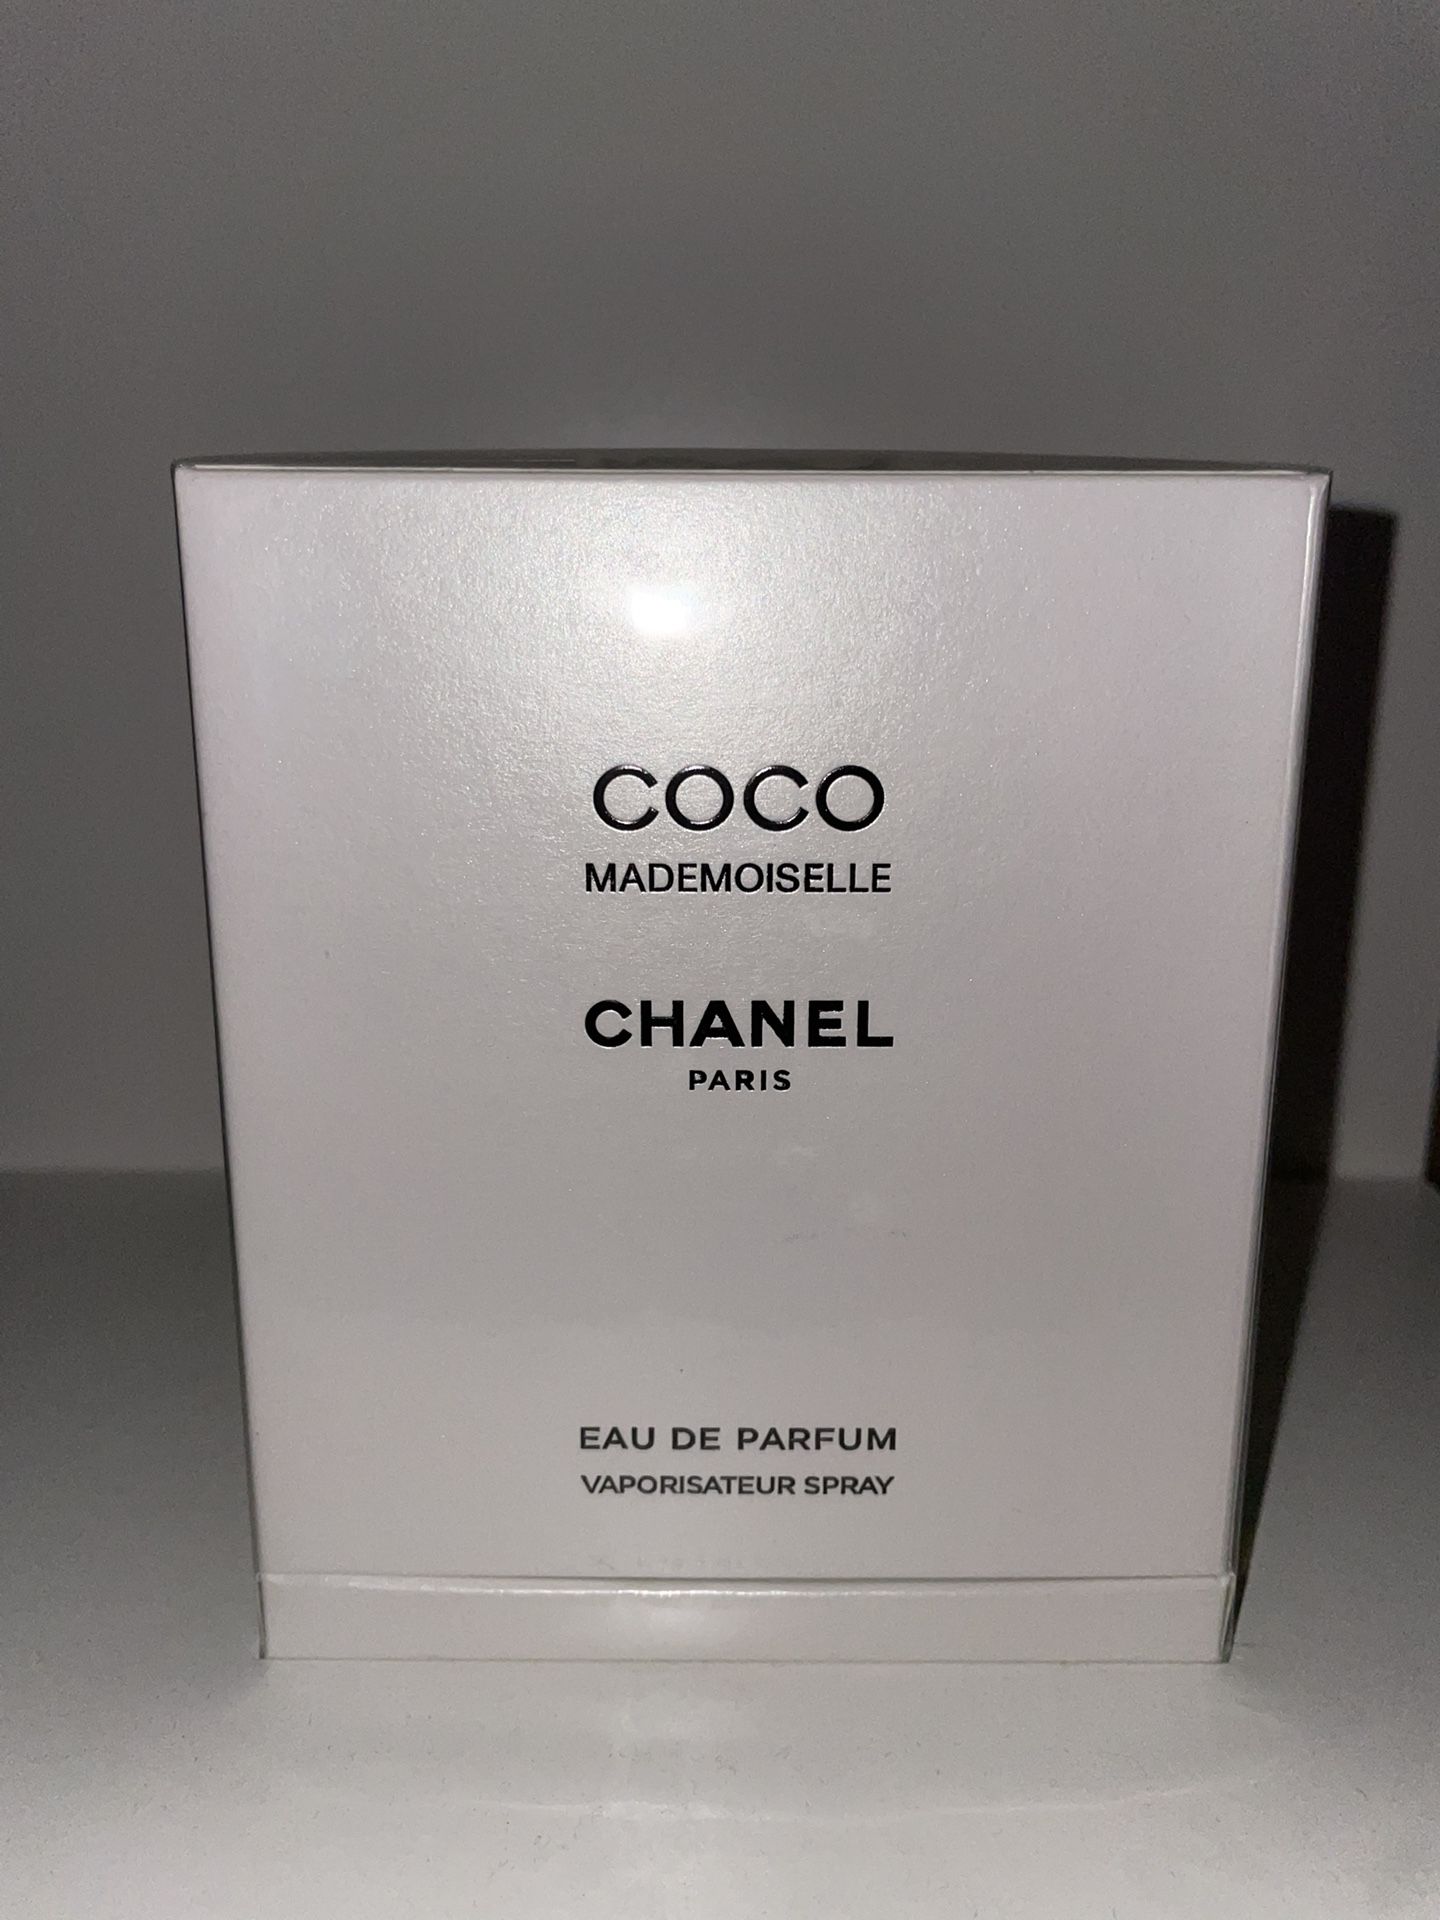 COCO
MADEMOISELLE
CHANEL
PARIS
EAU DE PARFUM
VAPORISATEUR SPRAY